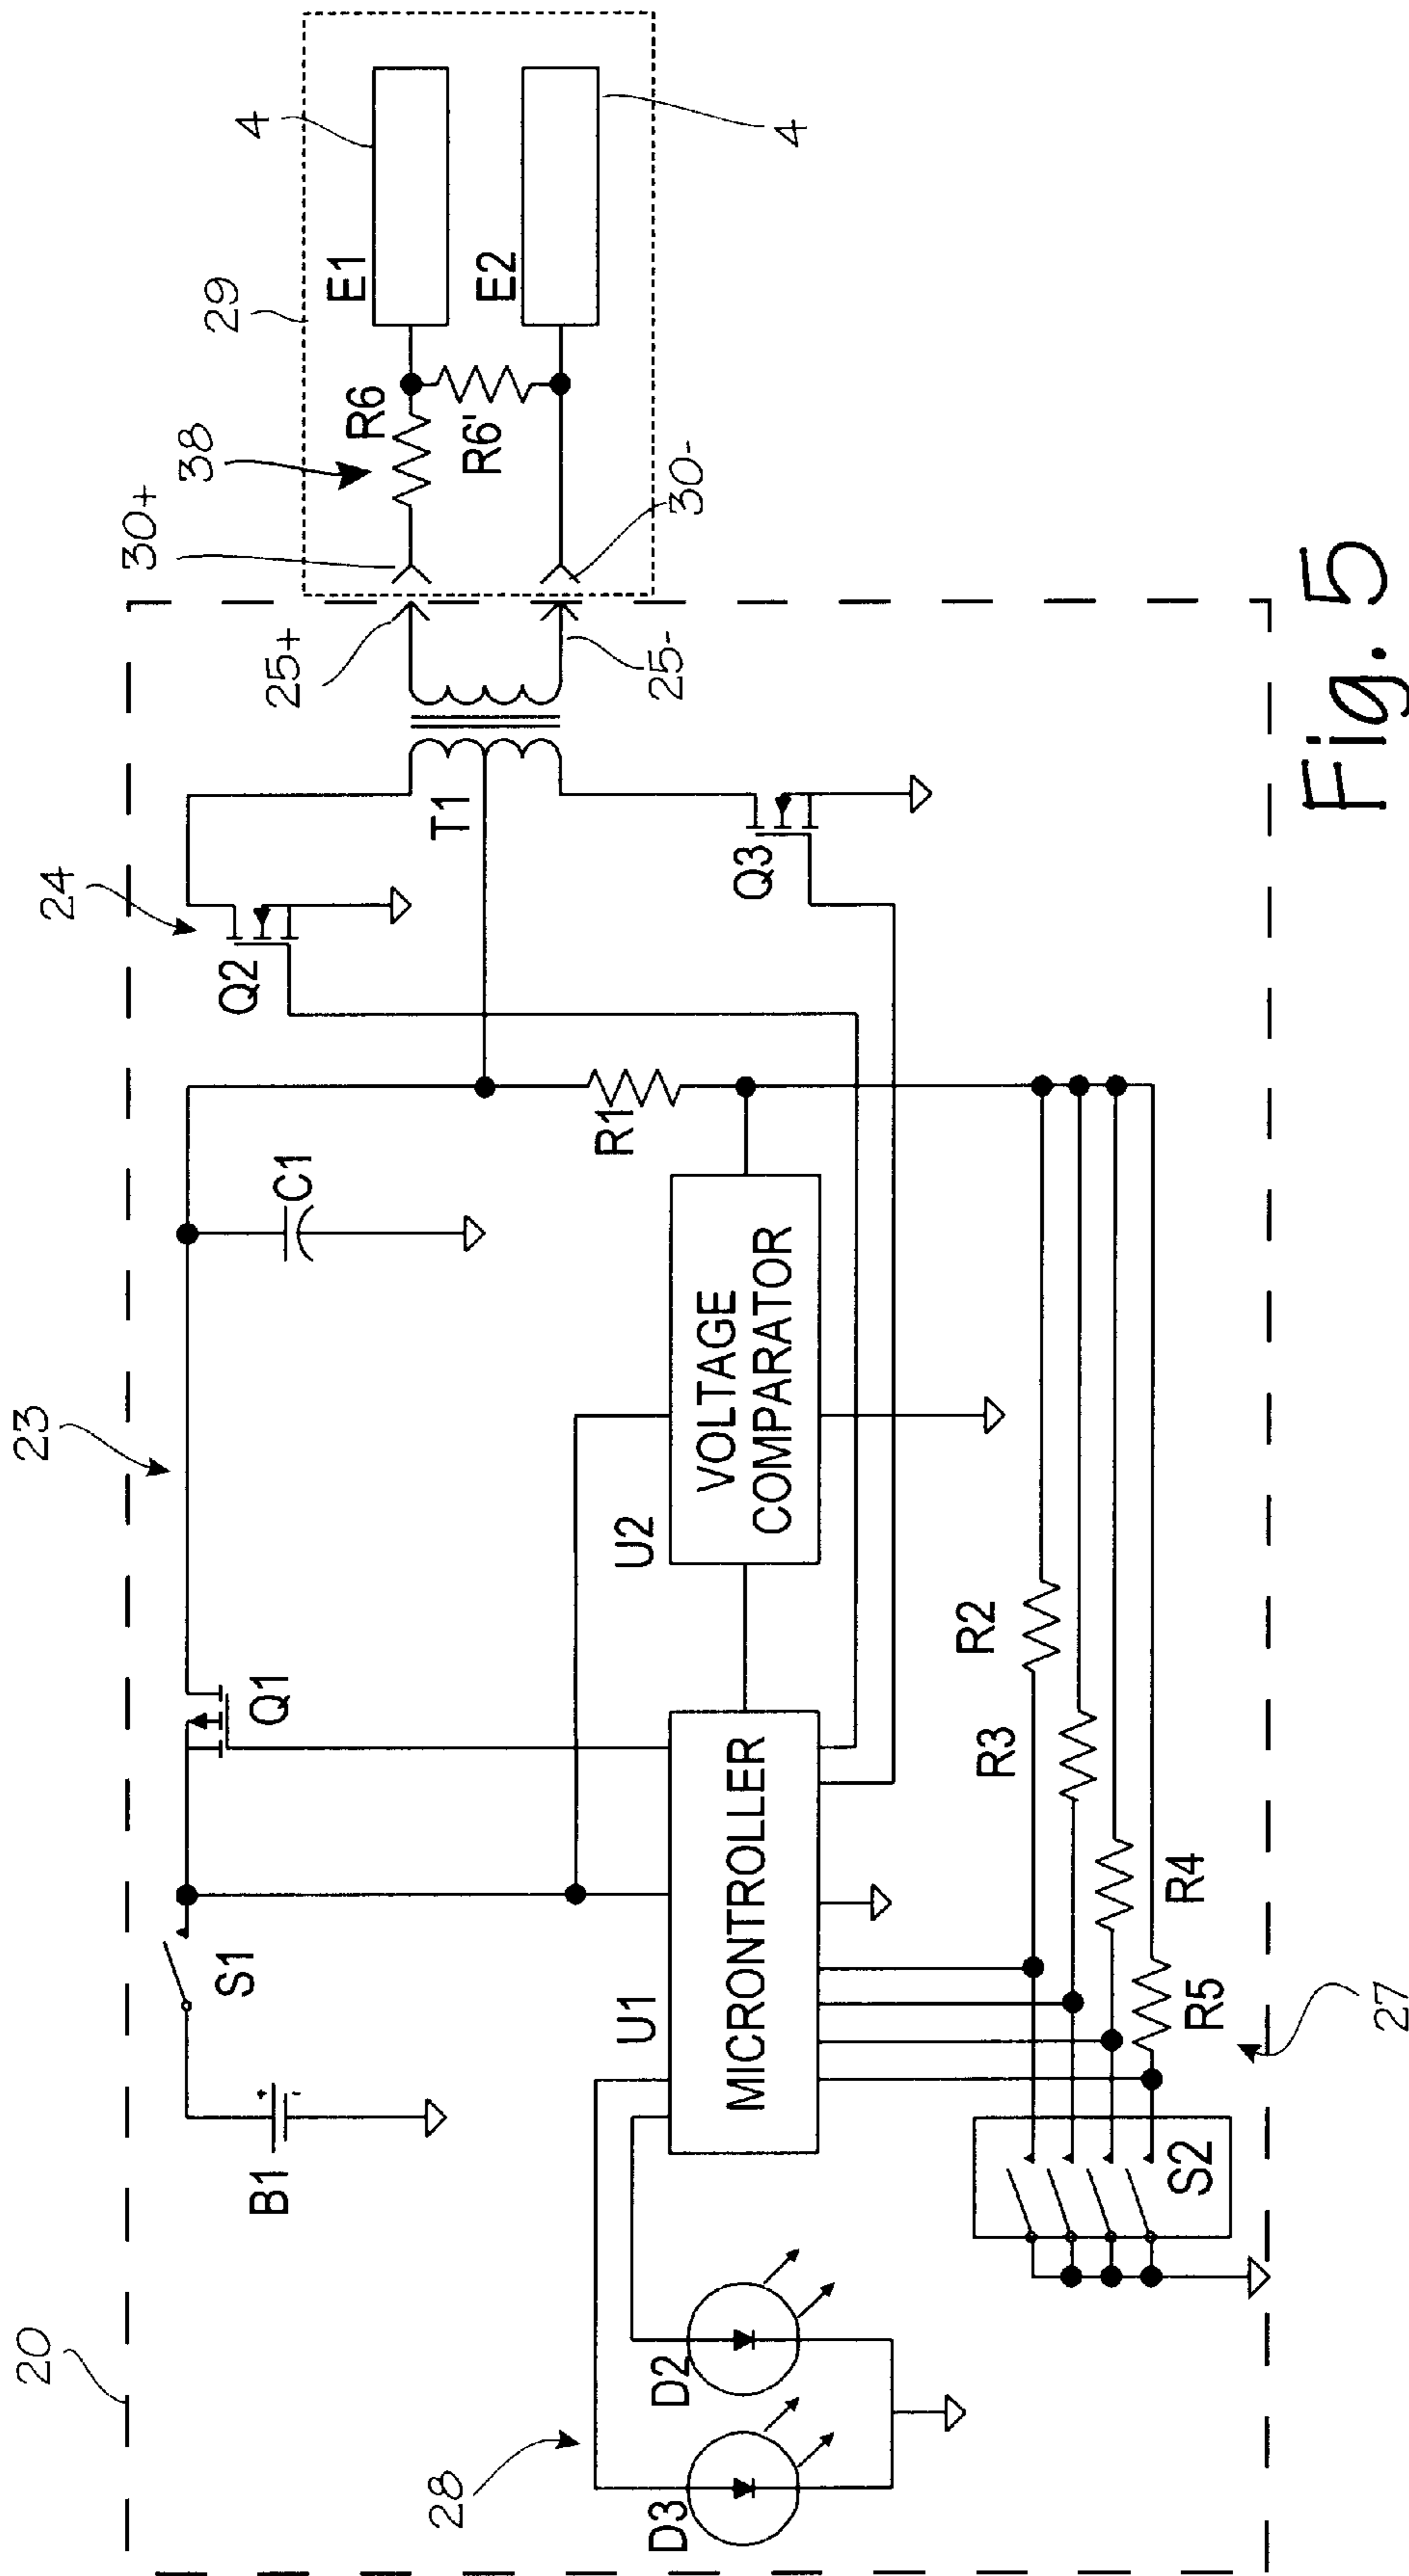 20
23
24
B1
S1
Q1
C1
Q2
29
38
30+
R6
E1
4
25+
T1
R6'
E2
4
28
D3
D2
U1
MICRONTROLLER
U2
VOLTAGE
COMPARATOR
R1
Q3
25-
30-
R2
R3
R4
R5
S2
27
Fig. 5